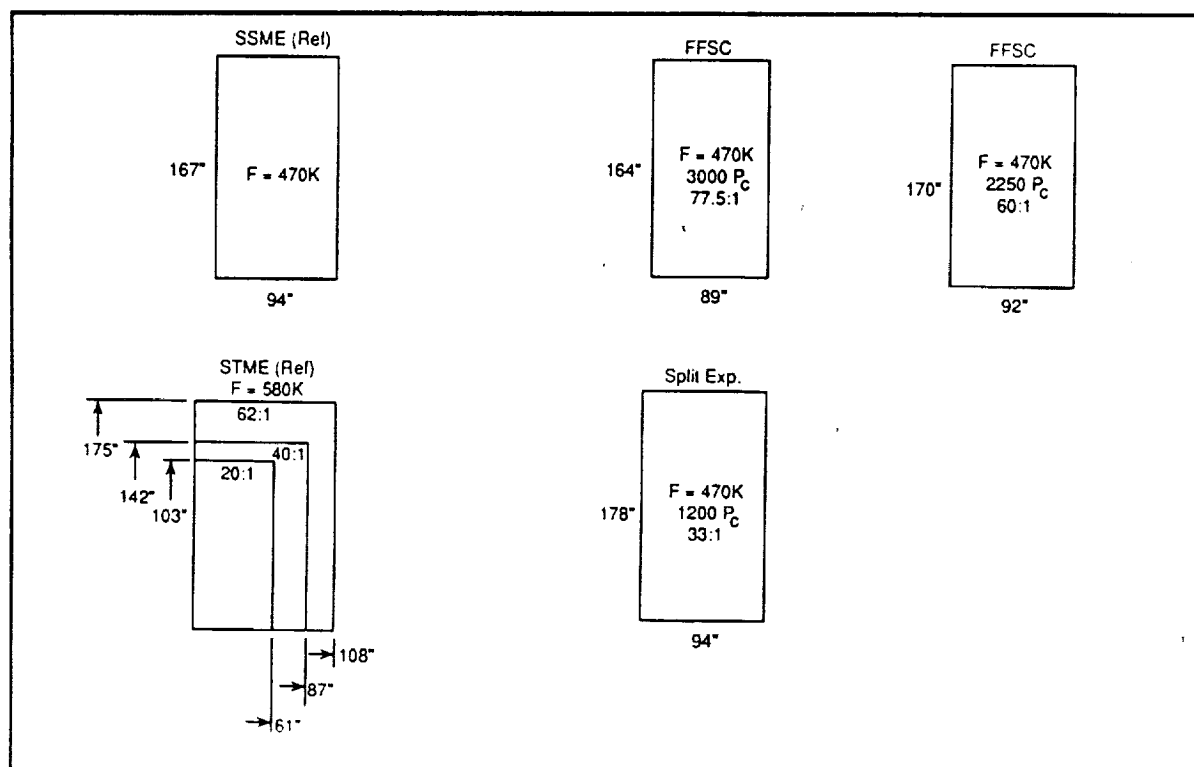 SSME (Ref)
167"
F = 470K
94"
FFSC
164"
F = 470K
3000 Pc
77.5:1
89"
FFSC
170"
F = 470K
2250 Pc
60:1
92"
STME (Ref)
F = 580K
62:1
40:1
20:1
175"
142"
103"
108"
87"
61"
Split Exp.
178"
F = 470K
1200 Pc
33:1
94"